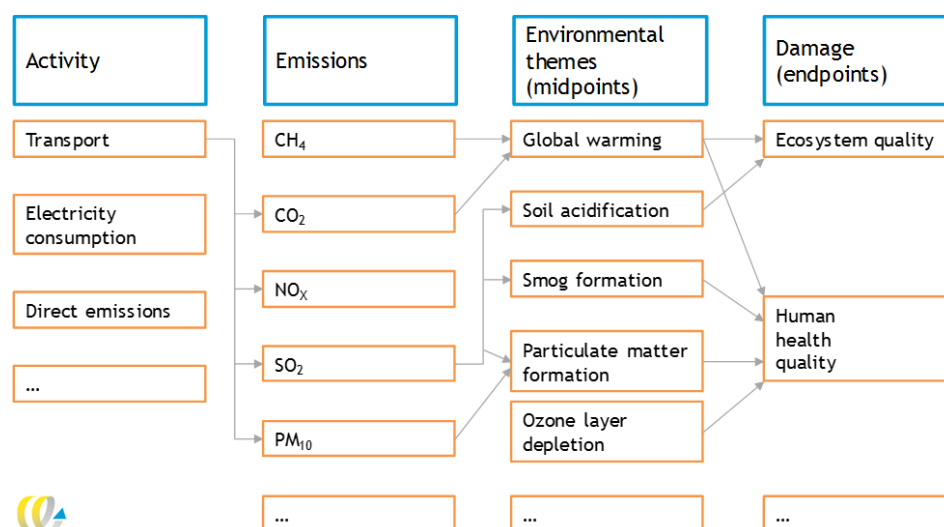 Activity
Emissions
Environmental
themes
(midpoints)
Damage
(endpoints)
Transport
CH₄
Global warming
Ecosystem quality
Electricity
consumption
CO₂
Soil acidification
Direct emissions
NOₓ
Smog formation
Human
health
quality
...
SO₂
Particulate matter
formation
PM₁₀
Ozone layer
depletion
...
...
...